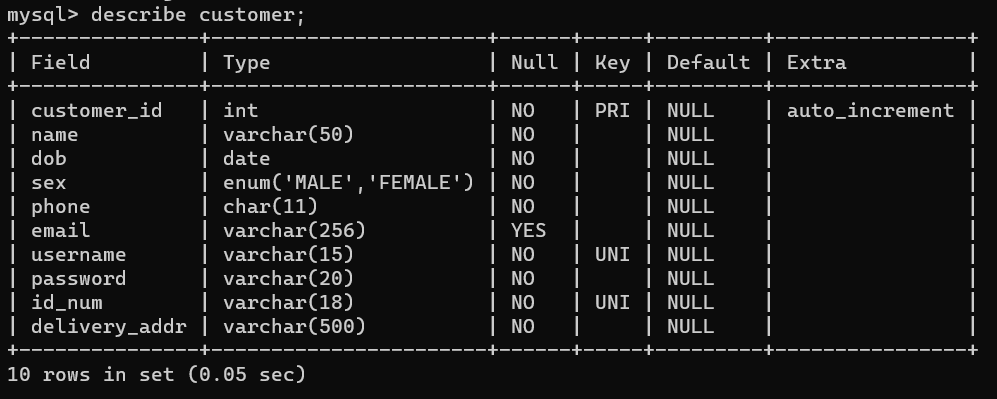 mysql> describe customer;
+---------------+-----------------------+------+-----+---------+----------------+
| Field         | Type                  | Null | Key | Default | Extra          |
+---------------+-----------------------+------+-----+---------+----------------+
| customer_id   | int                   | NO   | PRI | NULL    | auto_increment |
| name          | varchar(50)           | NO   |     | NULL    |                |
| dob           | date                  | NO   |     | NULL    |                |
| sex           | enum('MALE','FEMALE') | NO   |     | NULL    |                |
| phone         | char(11)              | NO   |     | NULL    |                |
| email         | varchar(256)          | YES  |     | NULL    |                |
| username      | varchar(15)           | NO   | UNI | NULL    |                |
| password      | varchar(20)           | NO   |     | NULL    |                |
| id_num        | varchar(18)           | NO   | UNI | NULL    |                |
| delivery_addr | varchar(500)          | NO   |     | NULL    |                |
+---------------+-----------------------+------+-----+---------+----------------+
10 rows in set (0.05 sec)